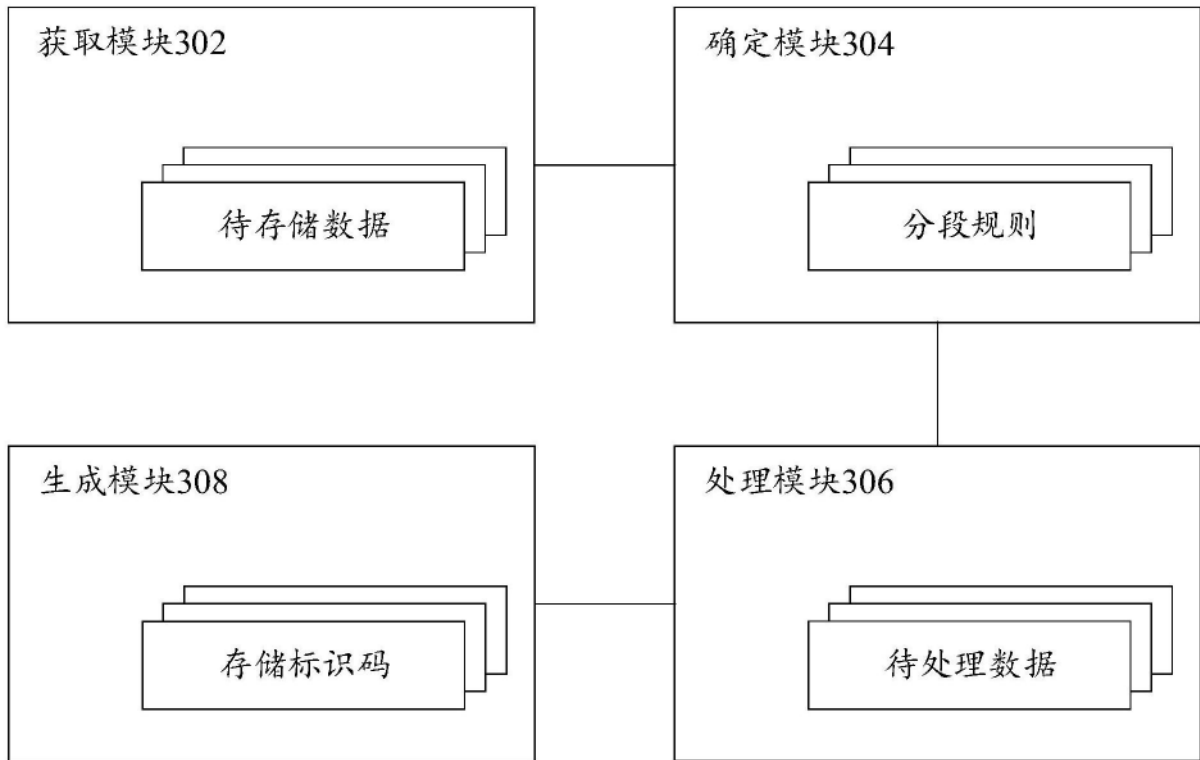 获取模块302
确定模块304
待存储数据
分段规则
生成模块308
处理模块306
存储标识码
待处理数据